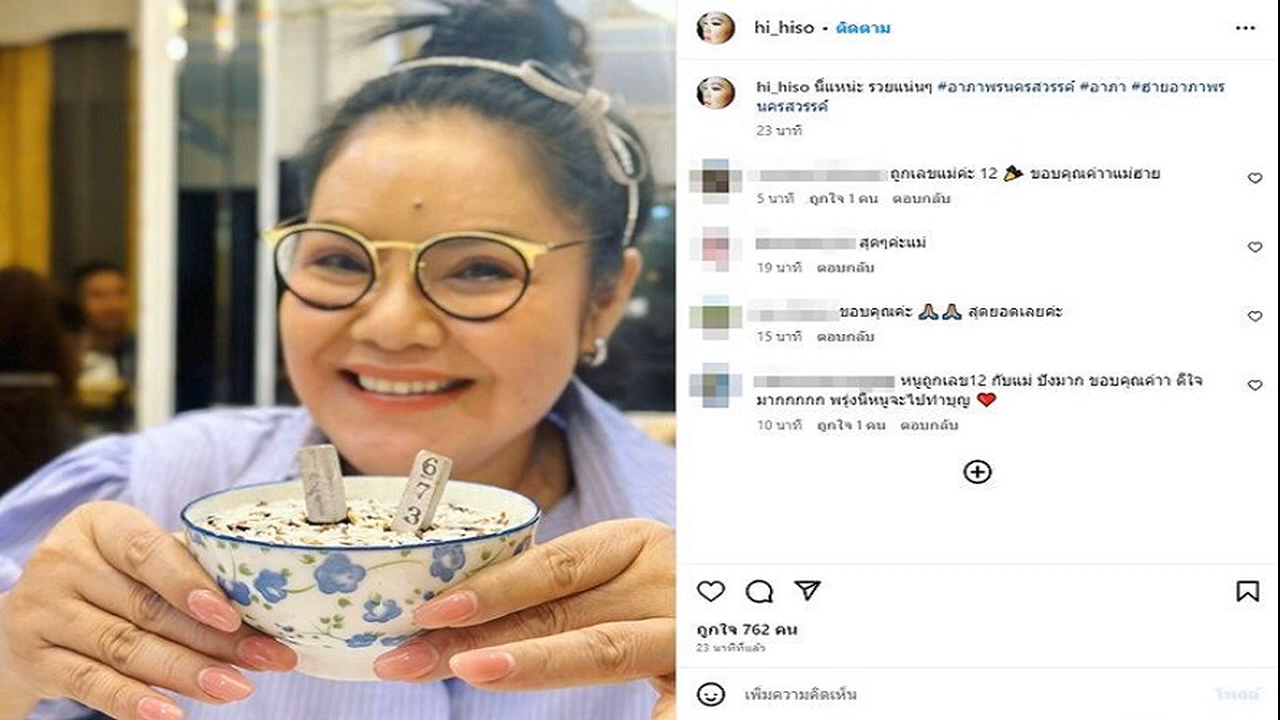 hi_hiso • ติดตาม
hi_hiso นี่แหน่ะ รวยแน่นๆ #อาภาพรนครสวรรค์ #อาภา #ฮายอาภาพร
นครสวรรค์
23 นาที
ถูกเลขแม่ค่ะ 12 🎉 ขอบคุณค่าาแม่ฮาย
5 นาที ถูกใจ 1 คน ตอบกลับ
สุดๆค่ะแม่
19 นาที ตอบกลับ
ขอบคุณค่ะ 🙏🙏 สุดยอดเลยค่ะ
15 นาที ตอบกลับ
หนูถูกเลข12 กับแม่ ปังมาก ขอบคุณค่าา ดีใจ
มากกกกก พรุ่งนี้หนูจะไปทำบุญ ❤️
10 นาที ถูกใจ 1 คน ตอบกลับ
ถูกใจ 762 คน
23 นาทีที่แล้ว
เพิ่มความคิดเห็น
โพสต์
6
7
3